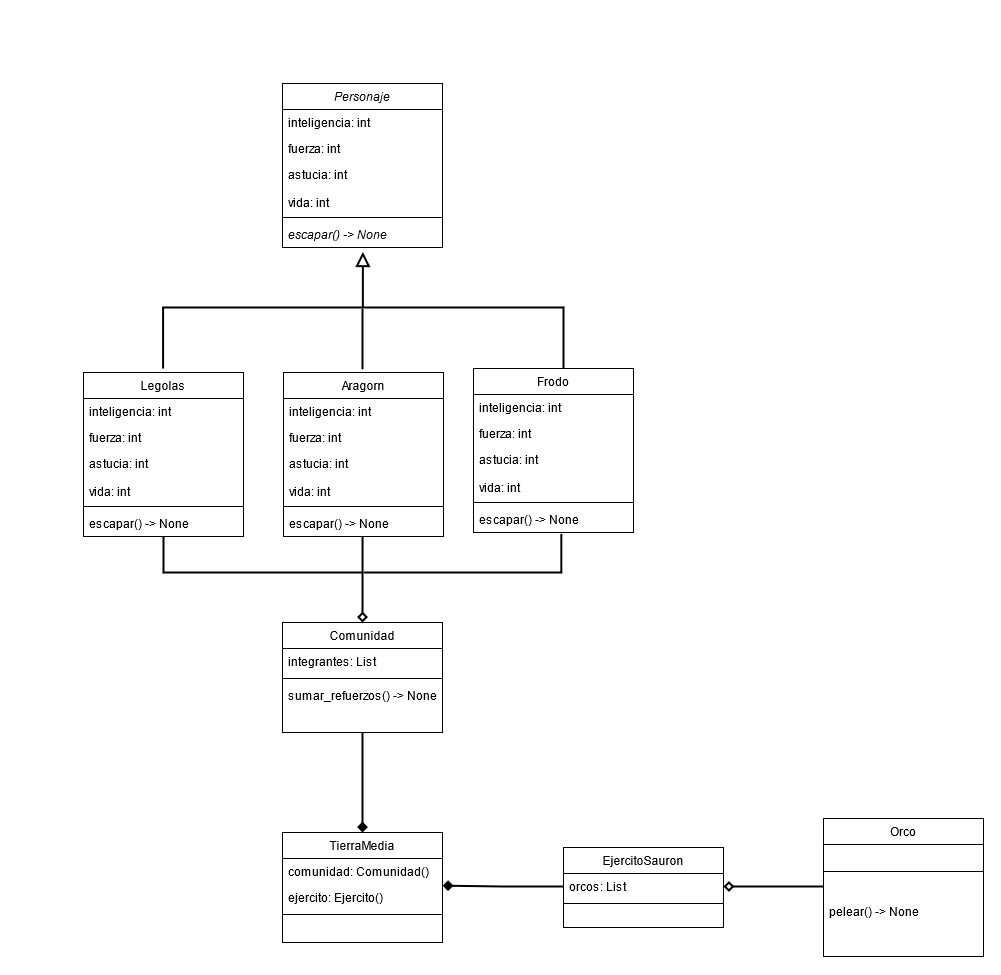 Personaje
inteligencia: int
fuerza: int
astucia: int
vida: int
escapar() -> None
Legolas
inteligencia: int
fuerza: int
astucia: int
vida: int
escapar() -> None
Aragorn
inteligencia: int
fuerza: int
astucia: int
vida: int
escapar() -> None
Frodo
inteligencia: int
fuerza: int
astucia: int
vida: int
escapar() -> None
Comunidad
integrantes: List
sumar_refuerzos() -> None
TierraMedia
comunidad: Comunidad()
ejercito: Ejercito()
EjercitoSauron
orcos: List
Orco
pelear() -> None